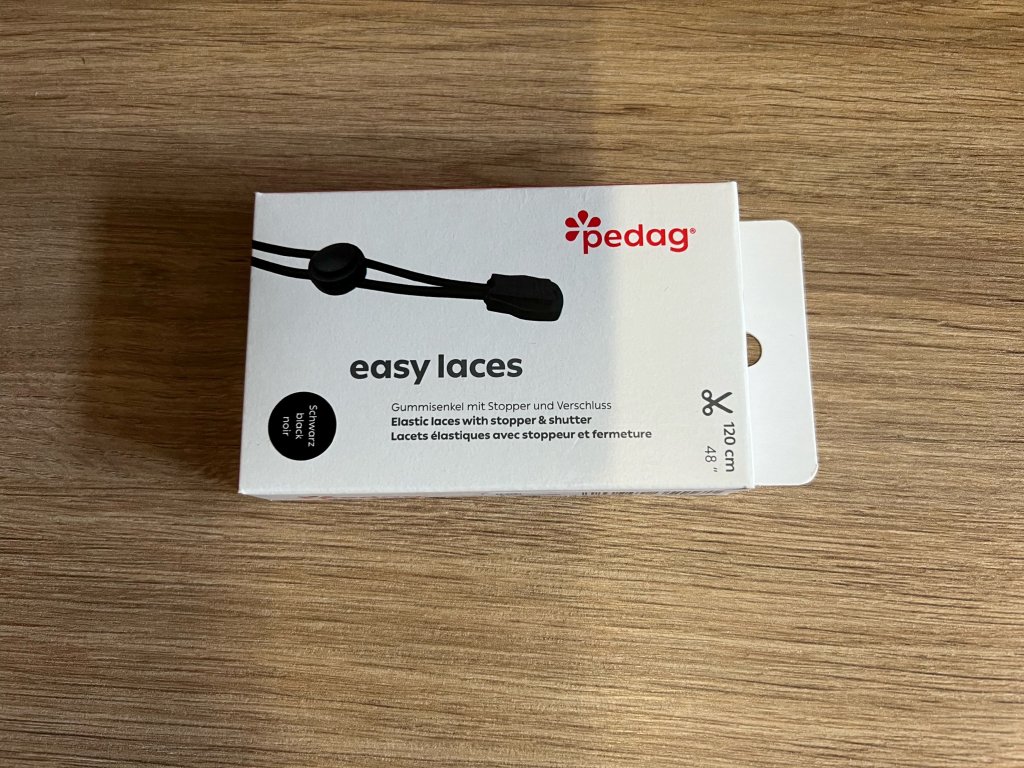 pedag®
easy laces
Gummisenkel mit Stopper und Verschluss
Elastic laces with stopper & shutter
Lacets élastiques avec stoppeur et fermeture
Schwarz
black
noir
120 cm
48 "